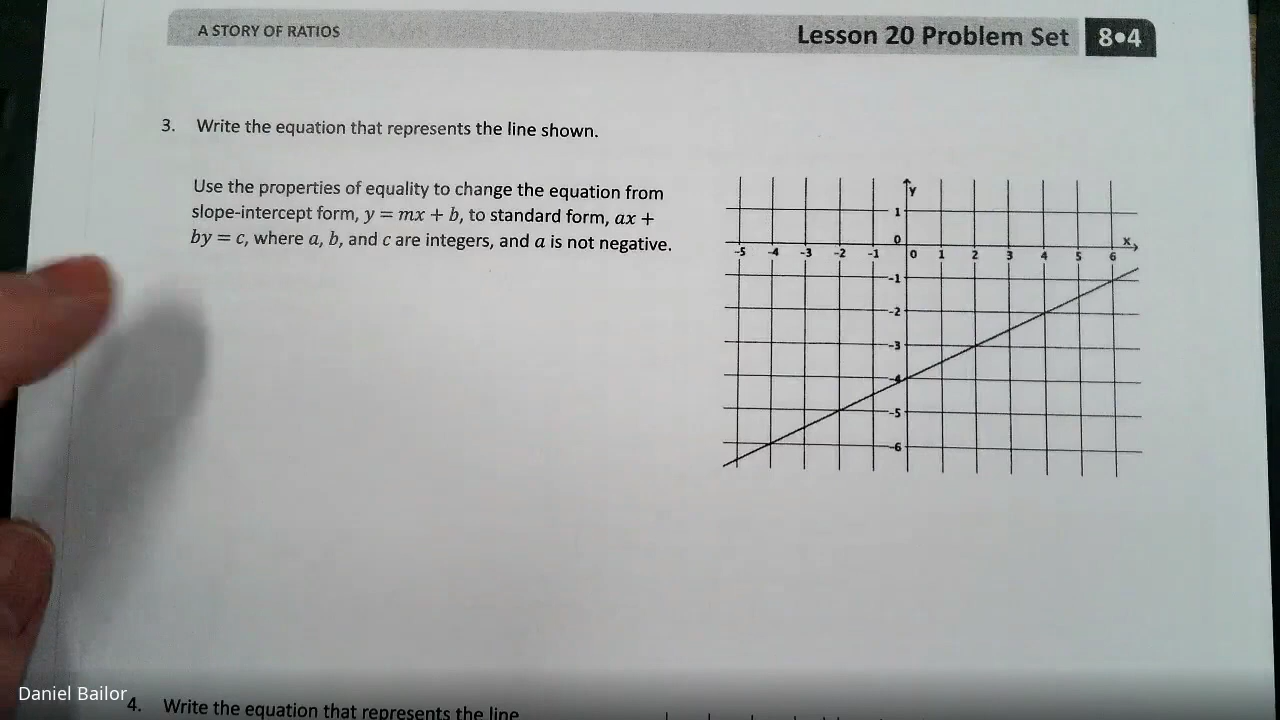 A STORY OF RATIOS
Lesson 20 Problem Set 8•4
3. Write the equation that represents the line shown.
Use the properties of equality to change the equation from
slope-intercept form, y = mx + b, to standard form, ax +
by = c, where a, b, and c are integers, and a is not negative.
y
1
0
x
-5 -4 -3 -2 -1 0 1 2 3 4 5 6
-1
-2
-3
-4
-5
-6
4. Write the equation that represents the line
Daniel Bailor